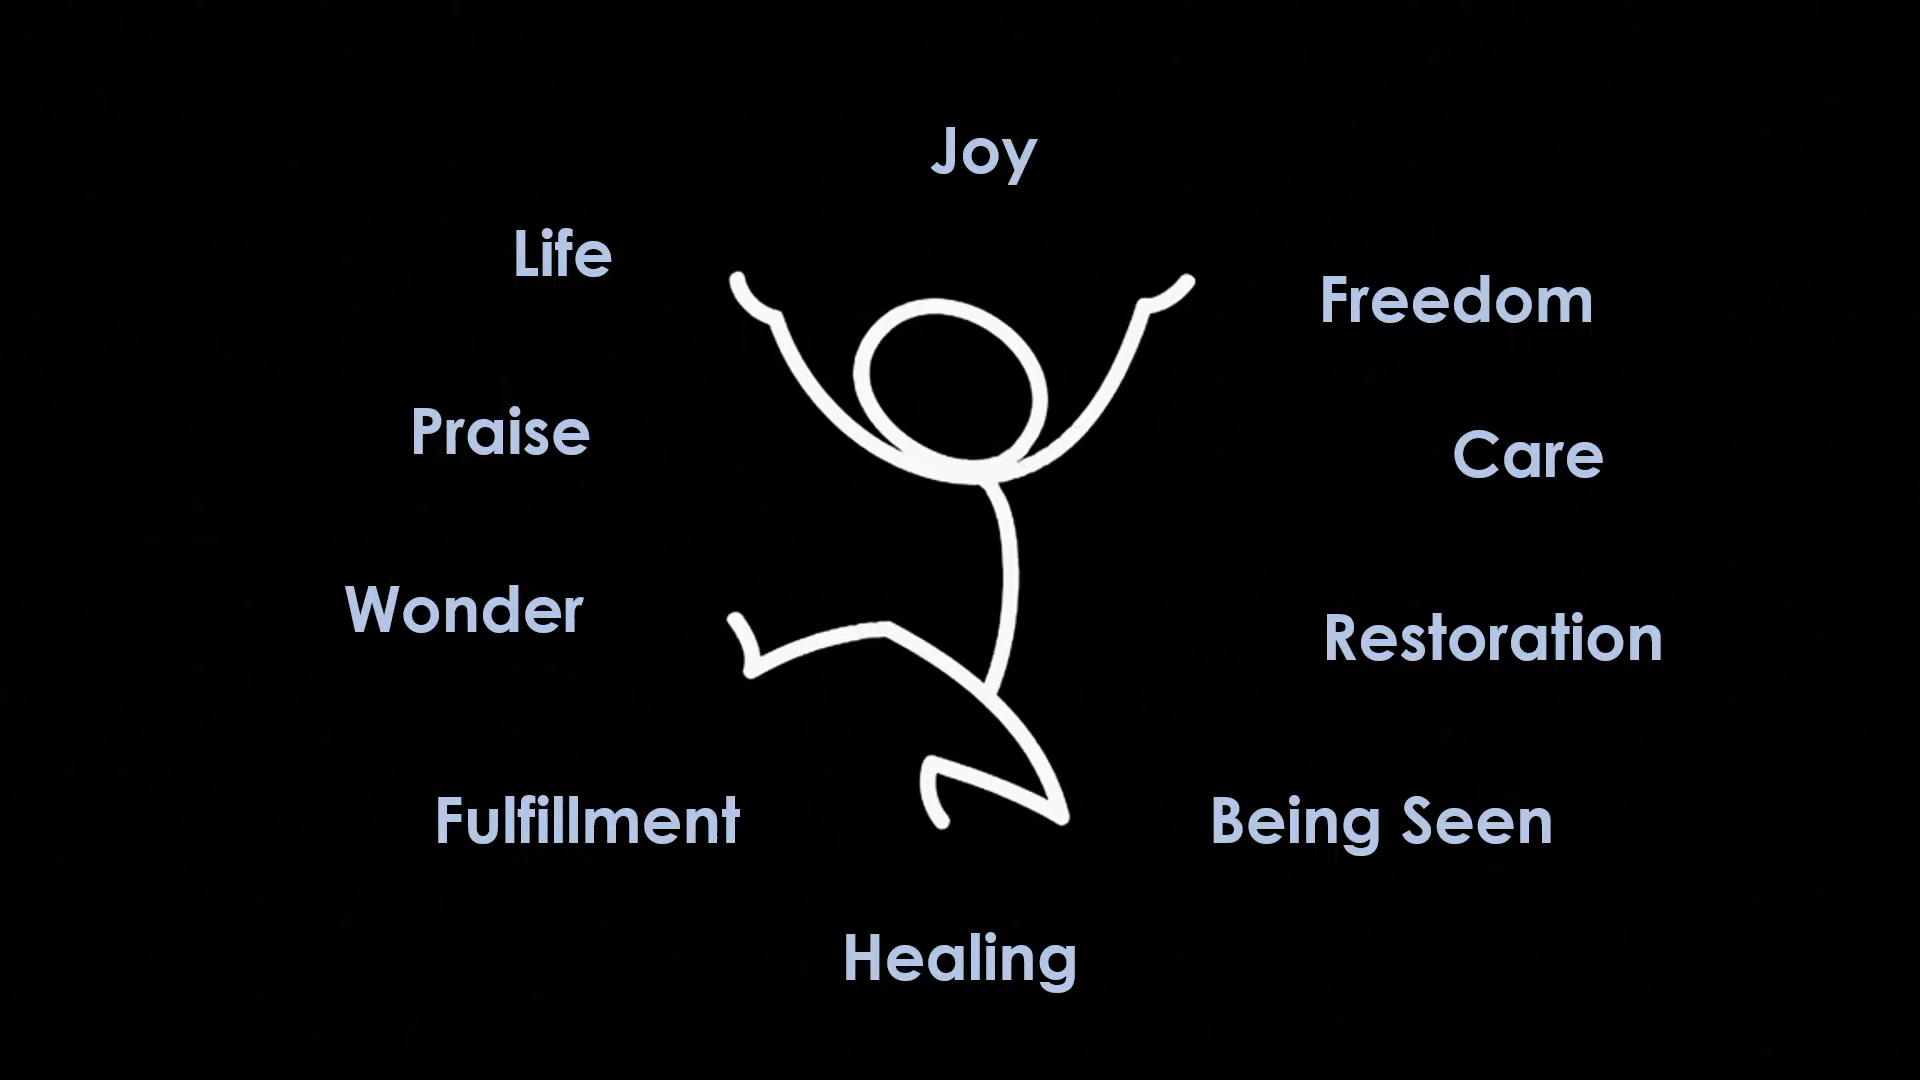 Joy
Life
Freedom
Praise
Care
Wonder
Restoration
Fulfillment
Being Seen
Healing